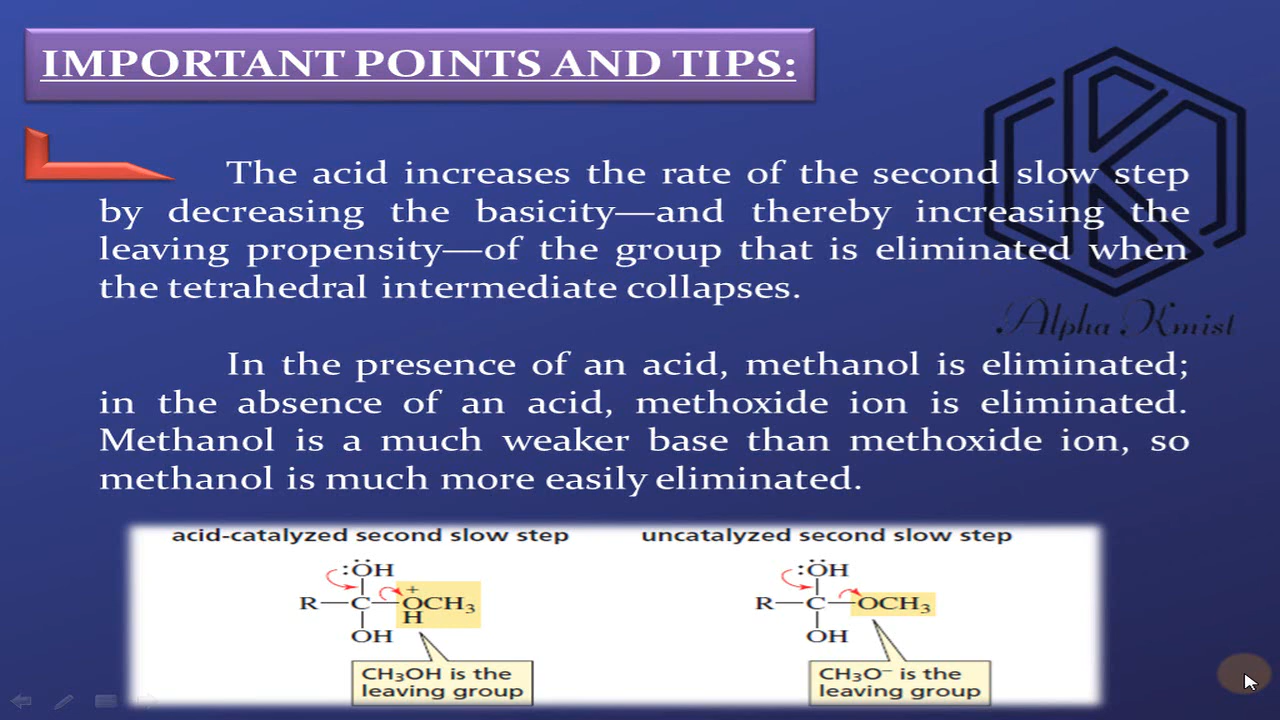 IMPORTANT POINTS AND TIPS:
The acid increases the rate of the second slow step
by decreasing the basicity—and thereby increasing the
leaving propensity—of the group that is eliminated when
the tetrahedral intermediate collapses.
Alpha Kmist
In the presence of an acid, methanol is eliminated;
in the absence of an acid, methoxide ion is eliminated.
Methanol is a much weaker base than methoxide ion, so
methanol is much more easily eliminated.
acid-catalyzed second slow step
:ÖH
R—C—OCH₃
+
H
OH
CH₃OH is the
leaving group
uncatalyzed second slow step
:ÖH
R—C—OCH₃
OH
CH₃O⁻ is the
leaving group